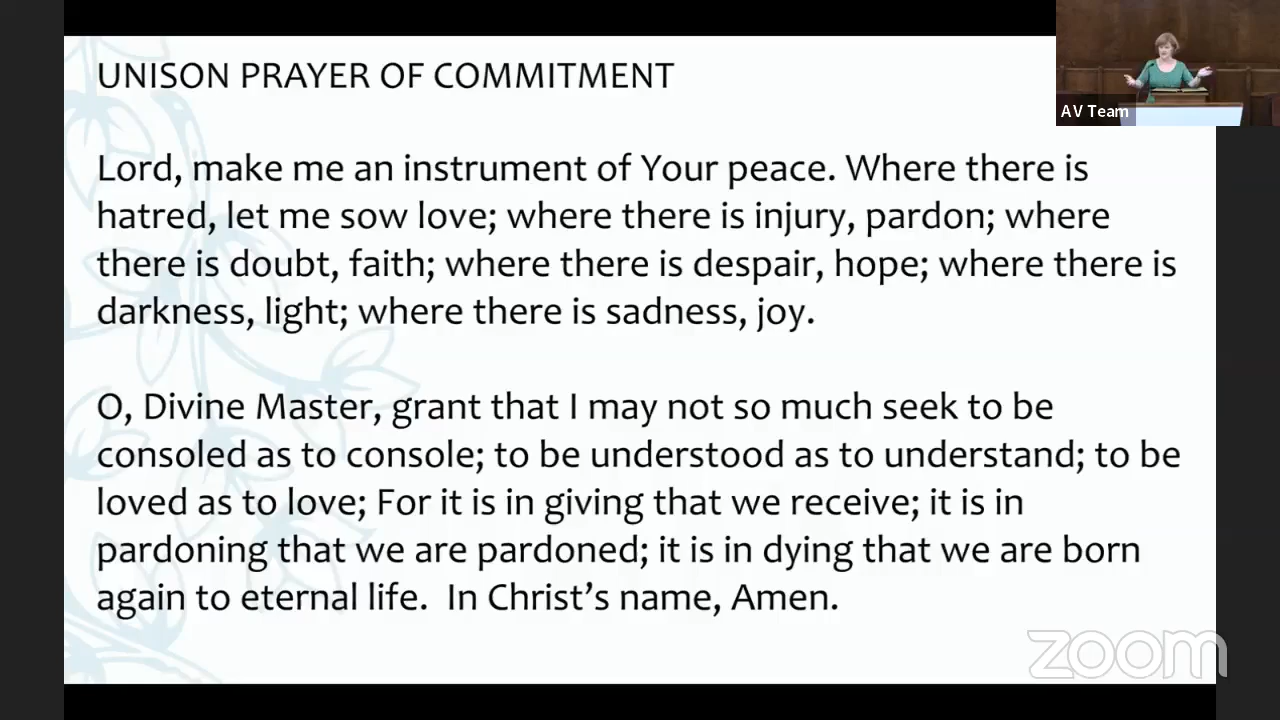 UNISON PRAYER OF COMMITMENT
AV Team
Lord, make me an instrument of Your peace. Where there is
hatred, let me sow love; where there is injury, pardon; where
there is doubt, faith; where there is despair, hope; where there is
darkness, light; where there is sadness, joy.
O, Divine Master, grant that I may not so much seek to be
consoled as to console; to be understood as to understand; to be
loved as to love; For it is in giving that we receive; it is in
pardoning that we are pardoned; it is in dying that we are born
again to eternal life.  In Christ’s name, Amen.
zoom